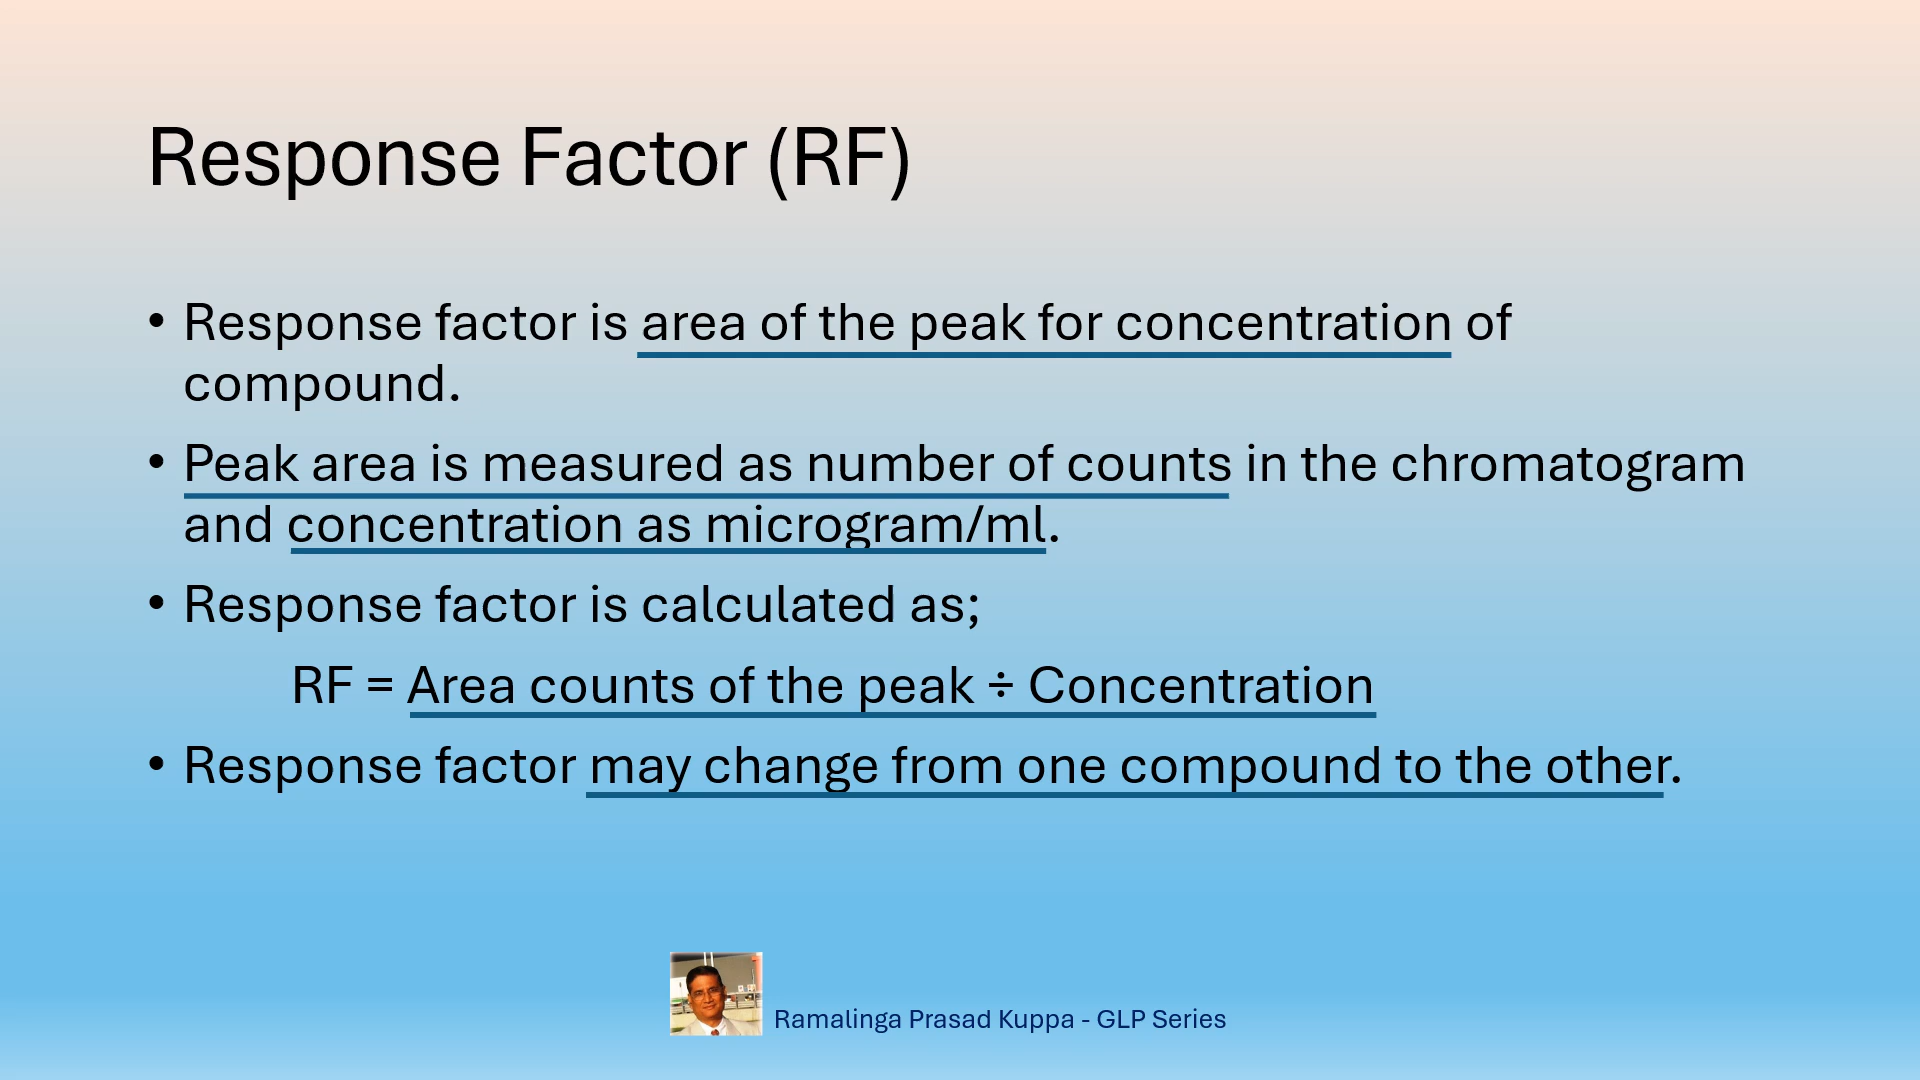 Response Factor (RF)
• Response factor is area of the peak for concentration of
compound.
• Peak area is measured as number of counts in the chromatogram
and concentration as microgram/ml.
• Response factor is calculated as;
RF = Area counts of the peak ÷ Concentration
• Response factor may change from one compound to the other.
Ramalinga Prasad Kuppa - GLP Series